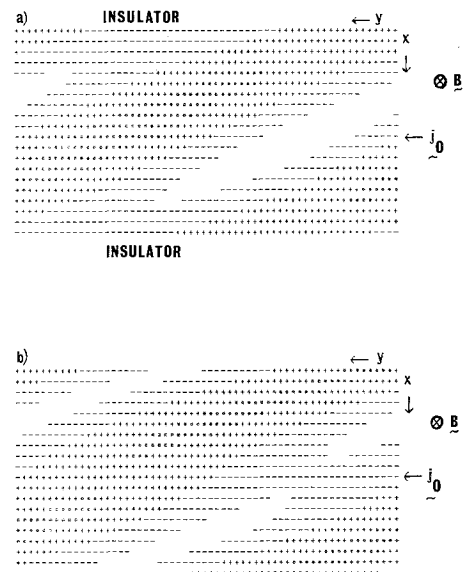 a)
INSULATOR
← y
x
↓
⊗ B
← j0
INSULATOR
b)
← y
x
↓
⊗ B
← j0